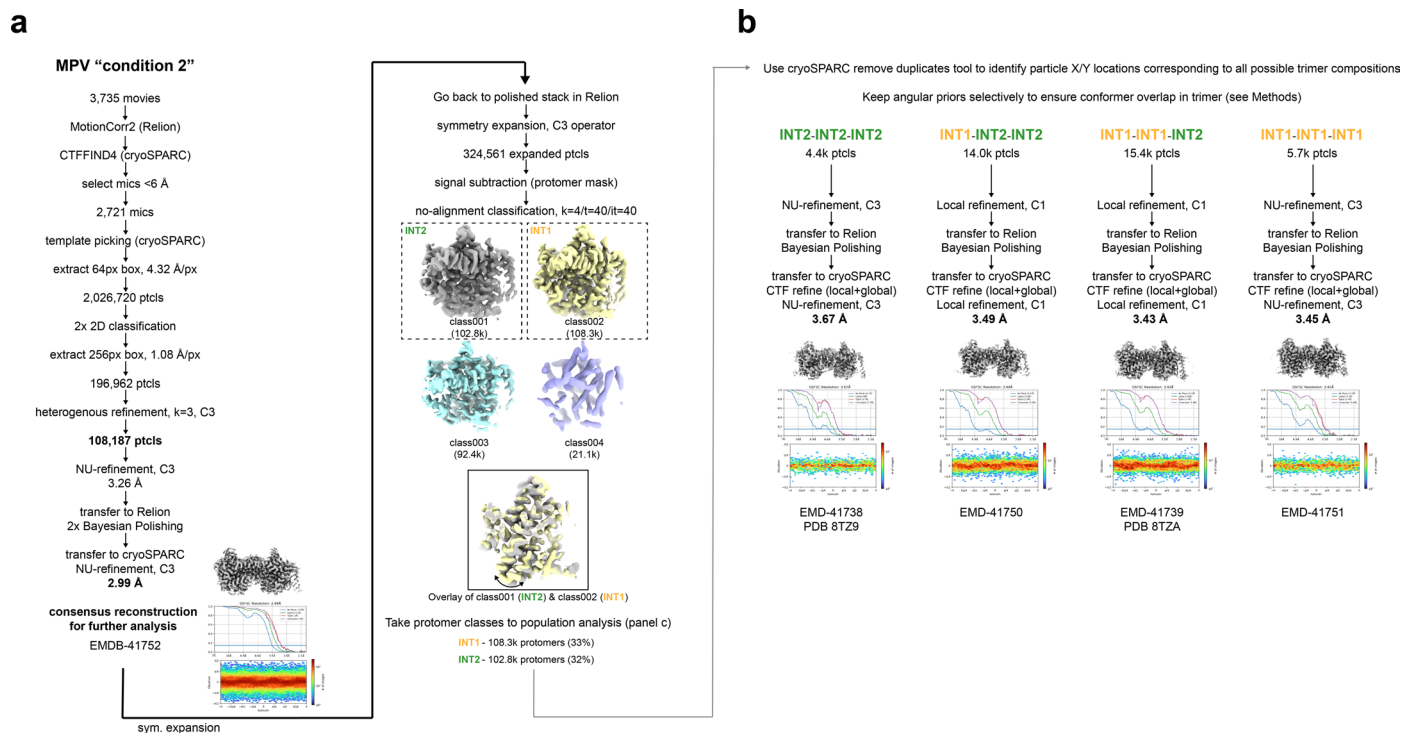 a
MPV “condition 2”
3,735 movies
MotionCorr2 (Relion)
CTFFIND4 (cryoSPARC)
select mics <6 Å
2,721 mics
template picking (cryoSPARC)
extract 64px box, 4.32 Å/px
2,026,720 ptcls
2x 2D classification
extract 256px box, 1.08 Å/px
196,962 ptcls
heterogenous refinement, k=3, C3
108,187 ptcls
NU-refinement, C3
3.26 Å
transfer to Relion
2x Bayesian Polishing
transfer to cryoSPARC
NU-refinement, C3
2.99 Å
consensus reconstruction
for further analysis
EMDB-41752
sym. expansion
Go back to polished stack in Relion
symmetry expansion, C3 operator
324,561 expanded ptcls
signal subtraction (protomer mask)
no-alignment classification, k=4/t=40/it=40
INT2
INT1
class001
(102.8k)
class002
(108.3k)
class003
(92.4k)
class004
(21.1k)
Overlay of class001 (INT2) & class002 (INT1)
Take protomer classes to population analysis (panel c)
INT1 - 108.3k protomers (33%)
INT2 - 102.8k protomers (32%)
b
Use cryoSPARC remove duplicates tool to identify particle X/Y locations corresponding to all possible trimer compositions
Keep angular priors selectively to ensure conformer overlap in trimer (see Methods)
INT2-INT2-INT2
4.4k ptcls
NU-refinement, C3
transfer to Relion
Bayesian Polishing
transfer to cryoSPARC
CTF refine (local+global)
NU-refinement, C3
3.67 Å
EMD-41738
PDB 8TZ9
INT1-INT2-INT2
14.0k ptcls
Local refinement, C1
transfer to Relion
Bayesian Polishing
transfer to cryoSPARC
CTF refine (local+global)
Local refinement, C1
3.49 Å
EMD-41750
INT1-INT1-INT2
15.4k ptcls
Local refinement, C1
transfer to Relion
Bayesian Polishing
transfer to cryoSPARC
CTF refine (local+global)
Local refinement, C1
3.43 Å
EMD-41739
PDB 8TZA
INT1-INT1-INT1
5.7k ptcls
NU-refinement, C3
transfer to Relion
Bayesian Polishing
transfer to cryoSPARC
CTF refine (local+global)
NU-refinement, C3
3.45 Å
EMD-41751